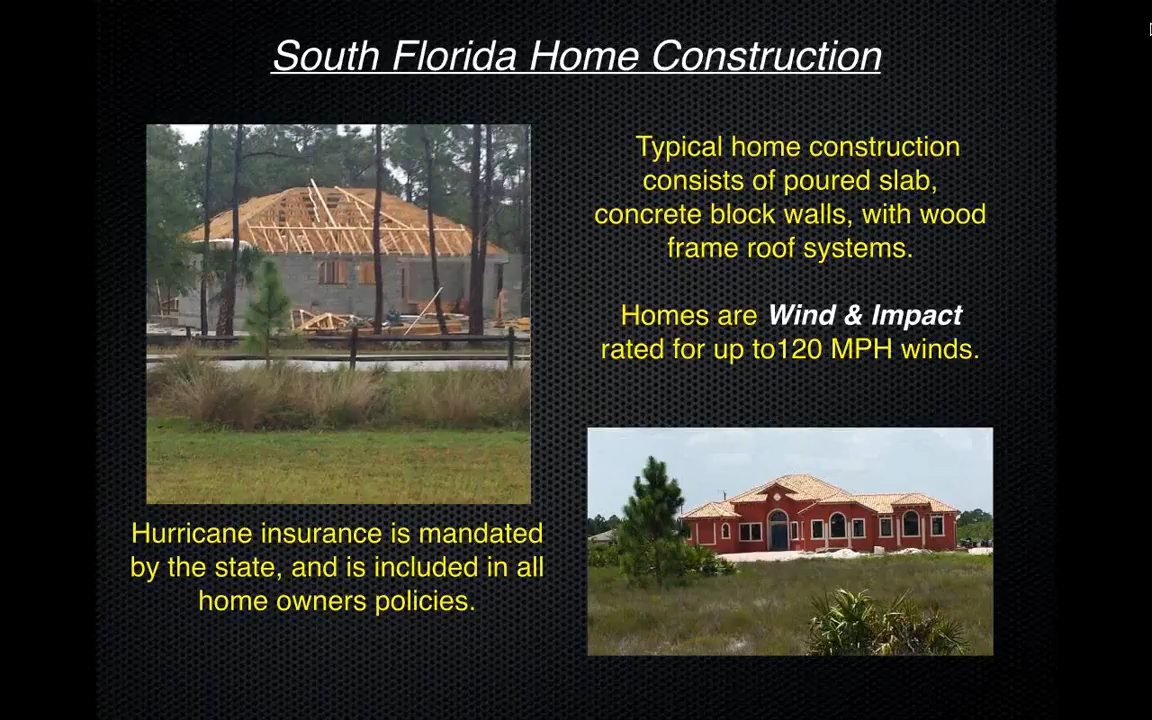 South Florida Home Construction
Typical home construction
consists of poured slab,
concrete block walls, with wood
frame roof systems.
Homes are Wind & Impact
rated for up to120 MPH winds.
Hurricane insurance is mandated
by the state, and is included in all
home owners policies.